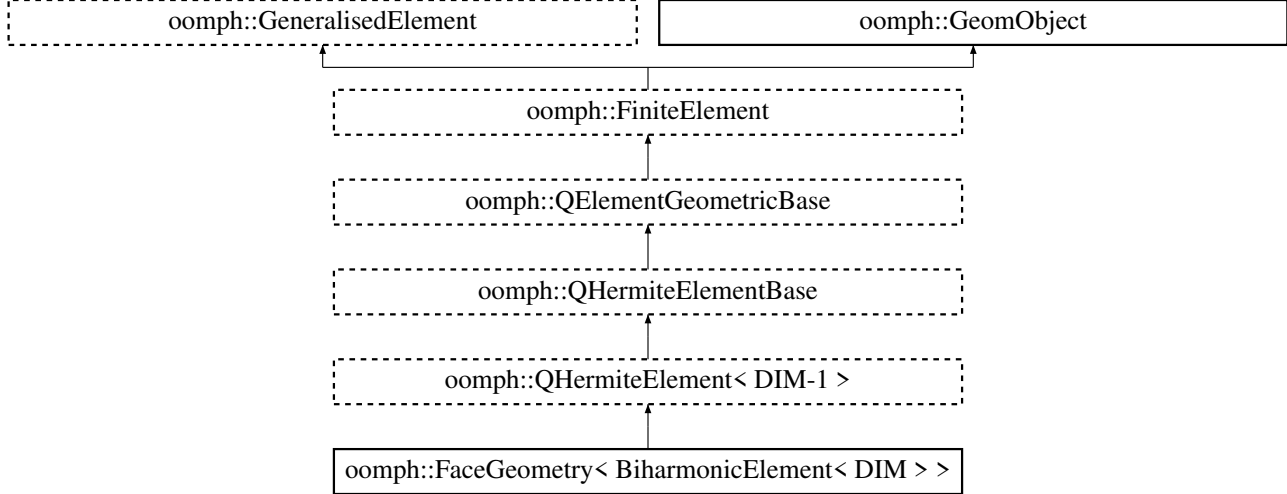 oomph::GeneralisedElement
oomph::GeomObject
oomph::FiniteElement
oomph::QElementGeometricBase
oomph::QHermiteElementBase
oomph::QHermiteElement< DIM-1 >
oomph::FaceGeometry< BiharmonicElement< DIM > >